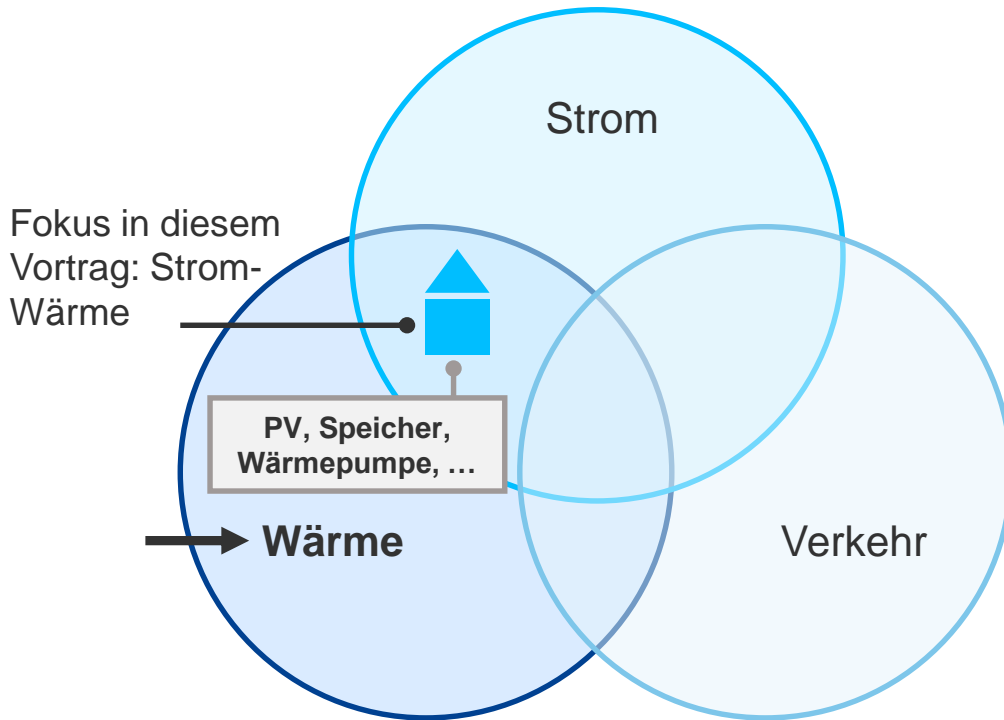 Strom
Fokus in diesem
Vortrag: Strom-
Wärme
PV, Speicher,
Wärmepumpe, …
Wärme
Verkehr